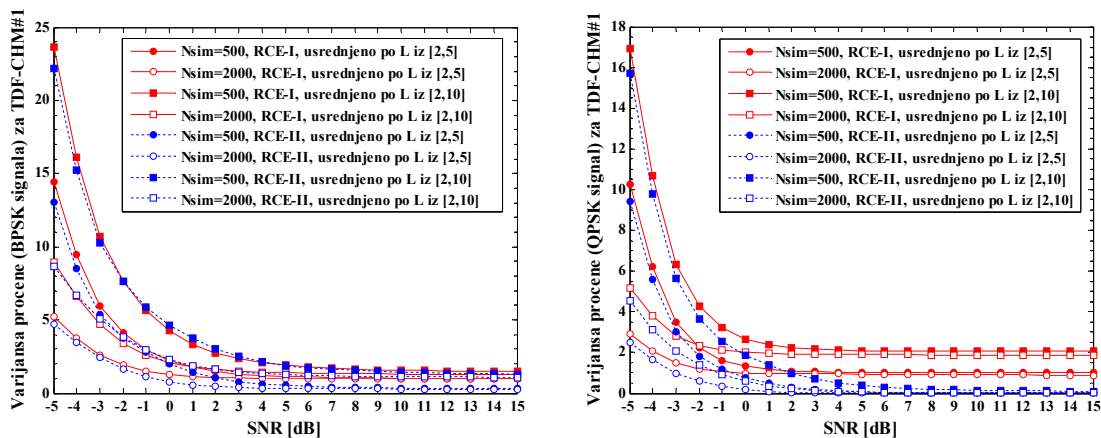 Varijansa procene (BPSK signala) za TDF-CHM#1
25
20
15
10
5
0
Nsim=500, RCE-I, usrednjeno po L iz [2,5]
Nsim=2000, RCE-I, usrednjeno po L iz [2,5]
Nsim=500, RCE-I, usrednjeno po L iz [2,10]
Nsim=2000, RCE-I, usrednjeno po L iz [2,10]
Nsim=500, RCE-II, usrednjeno po L iz [2,5]
Nsim=2000, RCE-II, usrednjeno po L iz [2,5]
Nsim=500, RCE-II, usrednjeno po L iz [2,10]
Nsim=2000, RCE-II, usrednjeno po L iz [2,10]
-5 -4 -3 -2 -1 0 1 2 3 4 5 6 7 8 9 10 11 12 13 14 15
SNR [dB]
Varijansa procene (QPSK signal) za TDF-CHM#1
18
16
14
12
10
8
6
4
2
0
Nsim=500, RCE-I, usrednjeno po L iz [2,5]
Nsim=2000, RCE-I, usrednjeno po L iz [2,5]
Nsim=500, RCE-I, usrednjeno po L iz [2,10]
Nsim=2000, RCE-I, usrednjeno po L iz [2,10]
Nsim=500, RCE-II, usrednjeno po L iz [2,5]
Nsim=2000, RCE-II, usrednjeno po L iz [2,5]
Nsim=500, RCE-II, usrednjeno po L iz [2,10]
Nsim=2000, RCE-II, usrednjeno po L iz [2,10]
-5 -4 -3 -2 -1 0 1 2 3 4 5 6 7 8 9 10 11 12 13 14 15
SNR [dB]